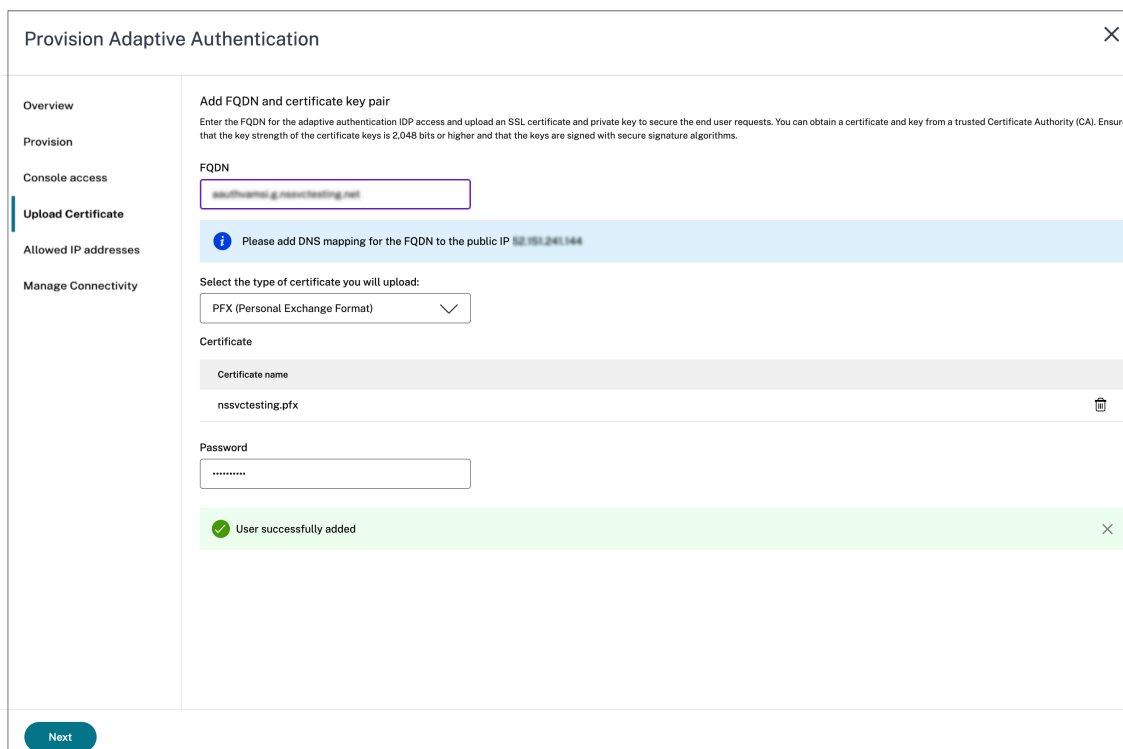 Provision Adaptive Authentication
Overview
Provision
Console access
Upload Certificate
Allowed IP addresses
Manage Connectivity
Add FQDN and certificate key pair
Enter the FQDN for the adaptive authentication IDP access and upload an SSL certificate and private key to secure the end user requests. You can obtain a certificate and key from a trusted Certificate Authority (CA). Ensure
that the key strength of the certificate keys is 2,048 bits or higher and that the keys are signed with secure signature algorithms.
FQDN
Please add DNS mapping for the FQDN to the public IP
Select the type of certificate you will upload:
PFX (Personal Exchange Format)
Certificate
Certificate name
nssvctesting.pfx
Password
User successfully added
Next